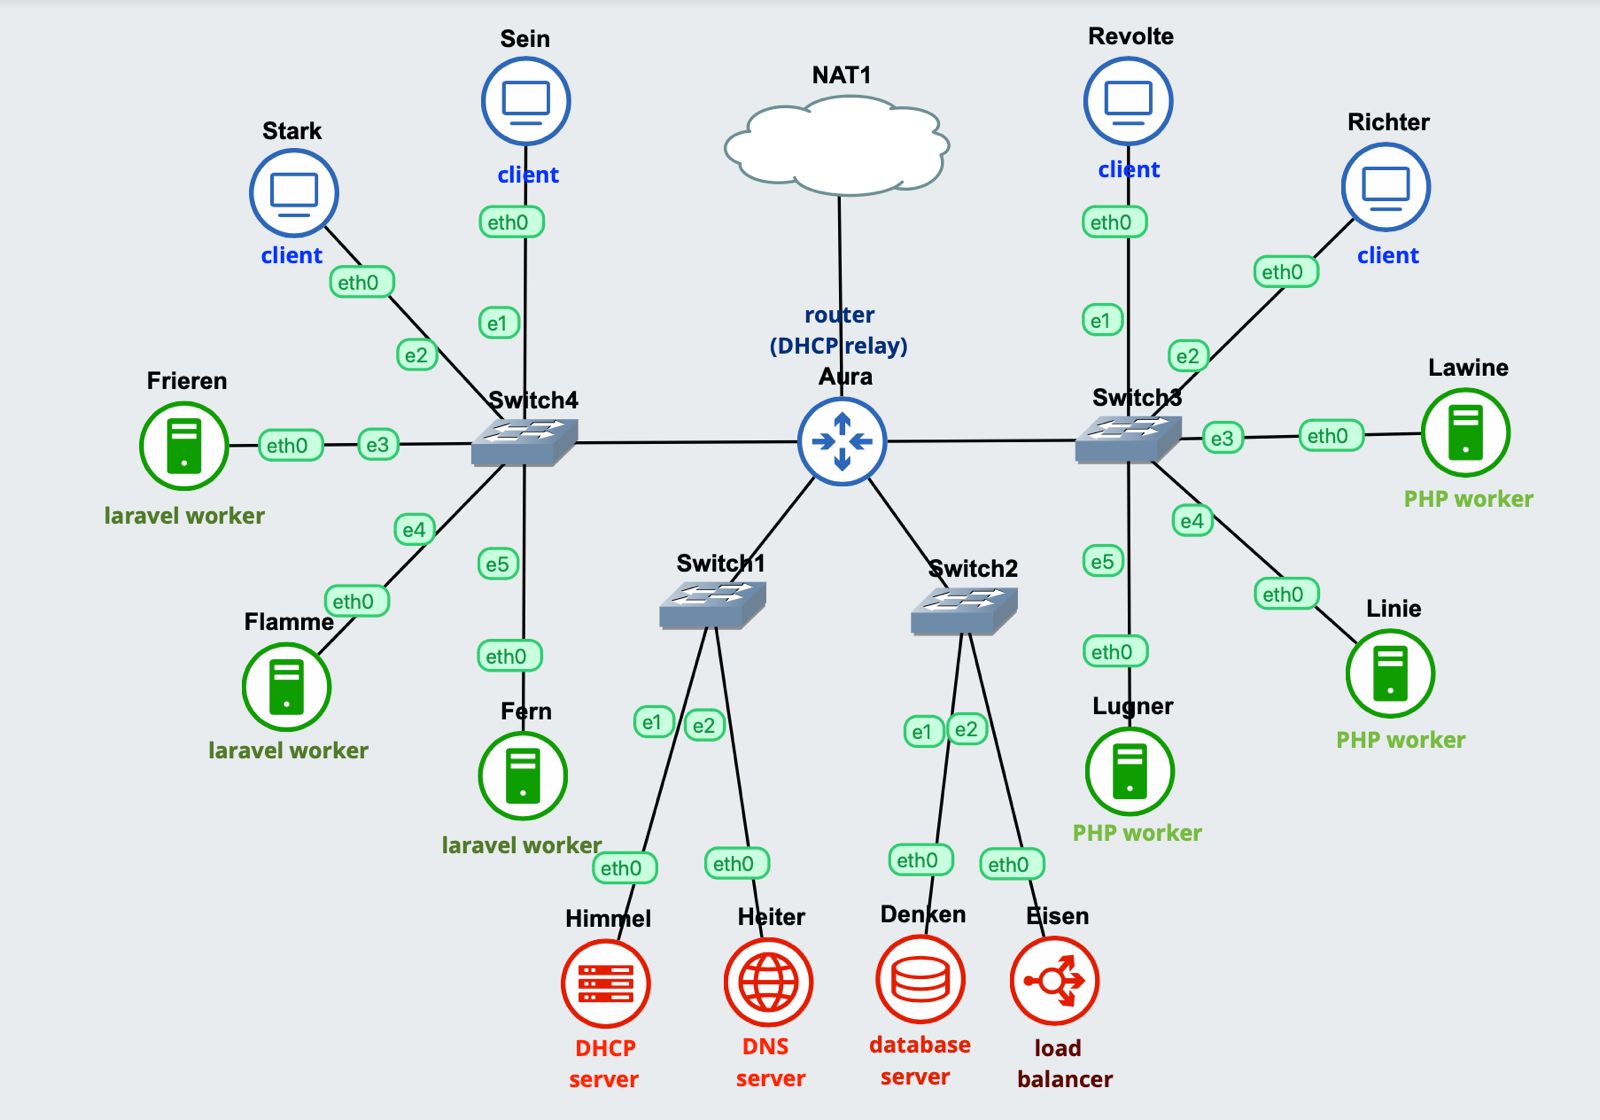 Sein
Revolte
NAT1
Richter
Stark
client
client
eth0
eth0
client
client
eth0
eth0
e1
e1
router
(DHCP relay)
e2
e2
Aura
Frieren
Switch4
Switch3
Lawine
eth0
e3
e3
eth0
laravel worker
PHP worker
e4
e4
e5
e5
Switch1
Switch2
eth0
eth0
Flamme
Linie
eth0
eth0
laravel worker
Fern
Lugner
PHP worker
e1
e2
e1
e2
laravel worker
PHP worker
eth0
eth0
eth0
eth0
Himmel
Heiter
Denken
Eisen
DHCP
server
DNS
server
database
server
load
balancer